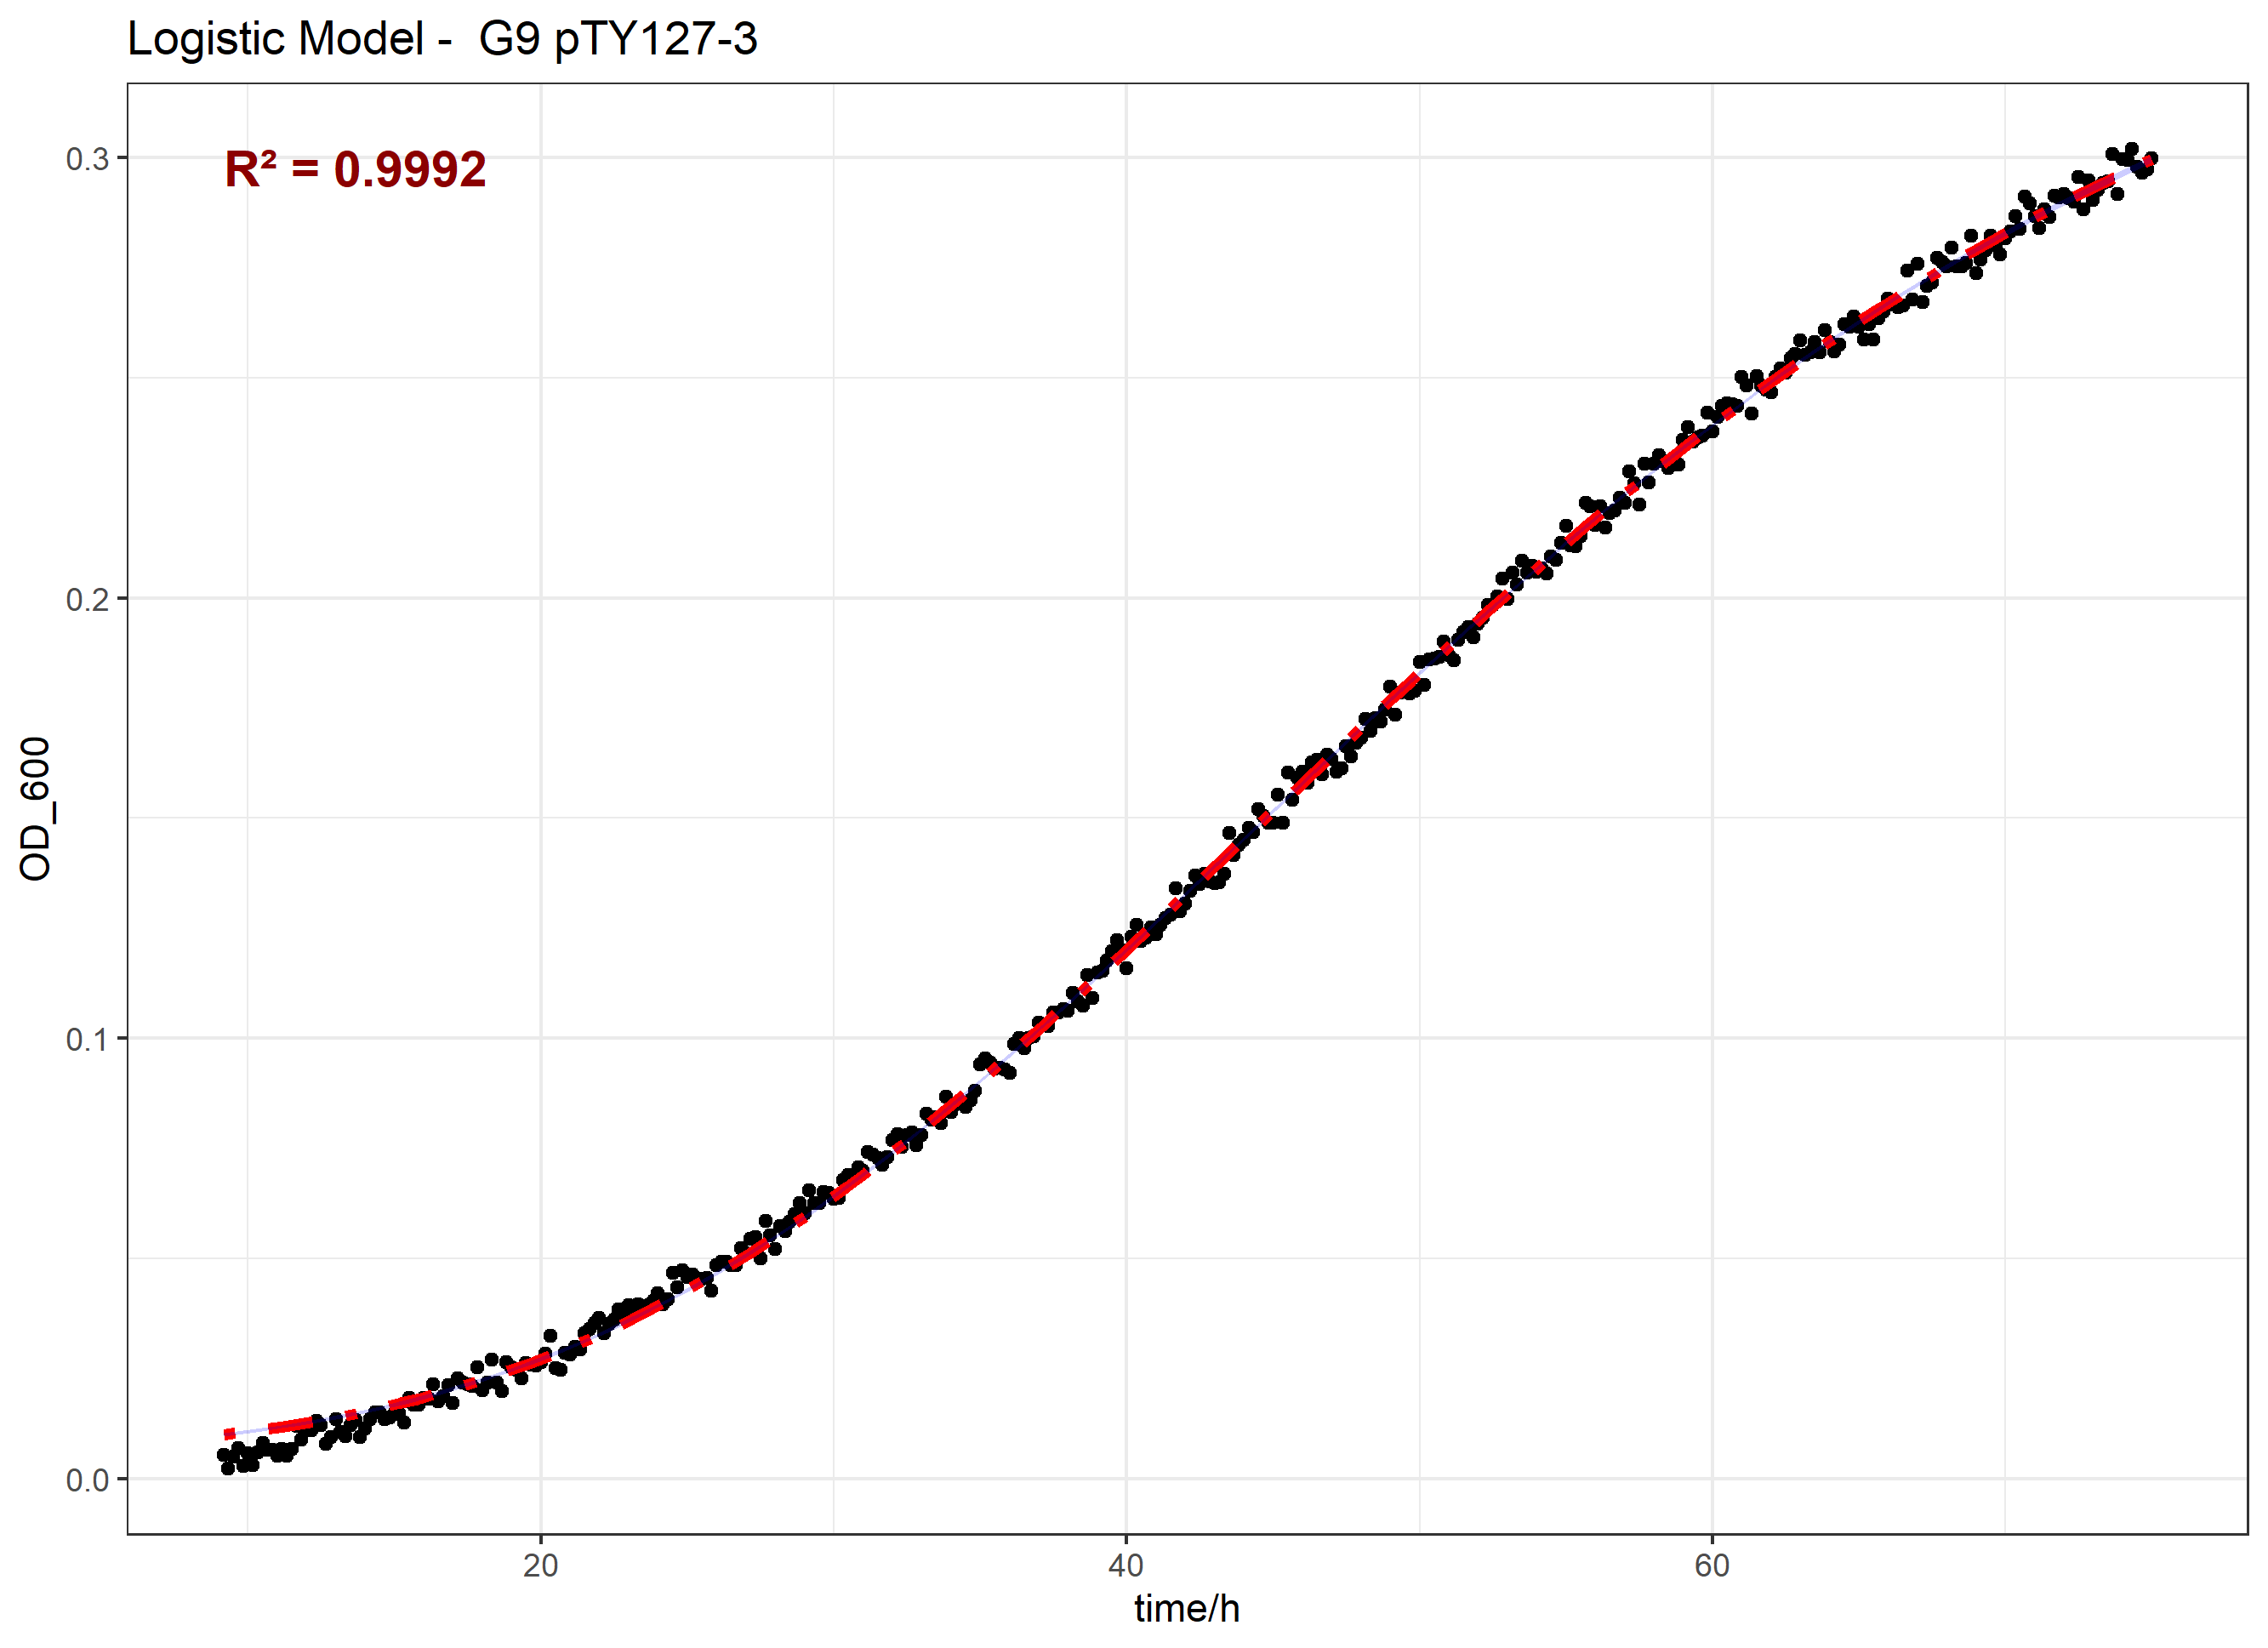 Logistic Model -  G9 pTY127-3
R² = 0.9992
0.3
0.2
0.1
0.0
OD_600
20 40 60
time/h